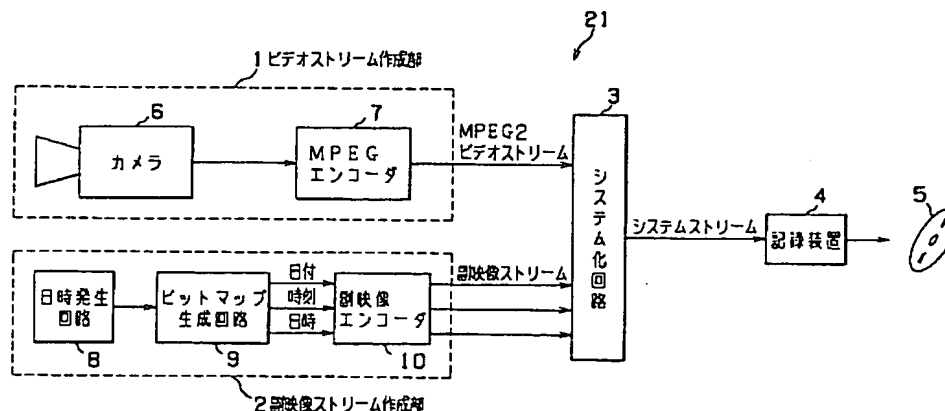 21
1 ビデオストリーム作成部
6
カメラ
7
MPEG
エンコーダ
MPEG2
ビデオストリーム
3
システム化回路
システムストリーム
4
記録装置
5
日時発生
回路
8
ビットマップ
生成回路
9
日付
時刻
日時
副映像
エンコーダ
10
副映像ストリーム
2 副映像ストリーム作成部